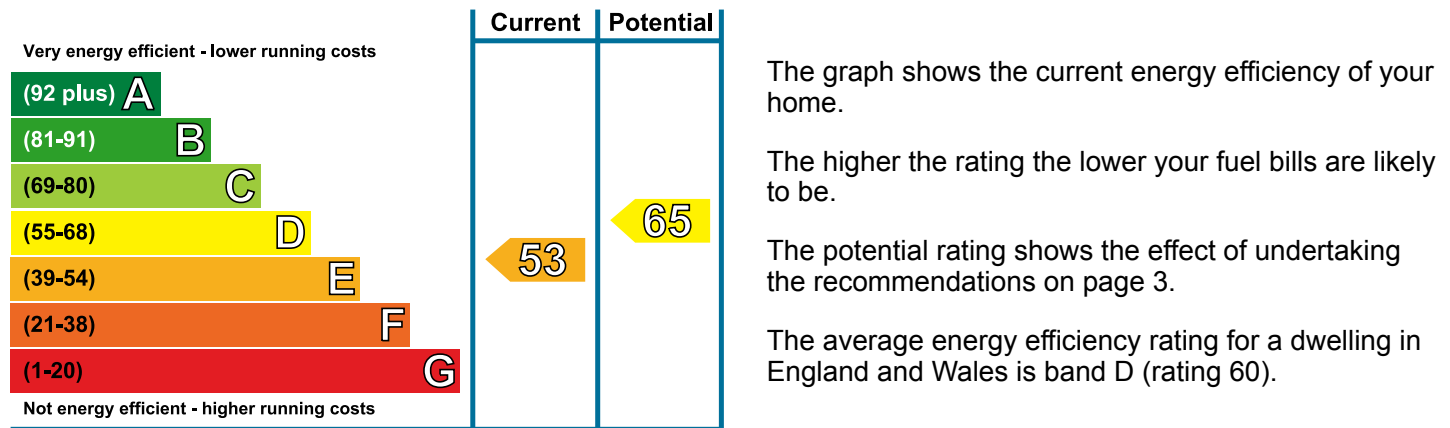 Current Potential
Very energy efficient - lower running costs
(92 plus) A
(81-91) B
(69-80) C
(55-68) D
(39-54) E
(21-38) F
(1-20) G
Not energy efficient - higher running costs
53
65
The graph shows the current energy efficiency of your
home.
The higher the rating the lower your fuel bills are likely
to be.
The potential rating shows the effect of undertaking
the recommendations on page 3.
The average energy efficiency rating for a dwelling in
England and Wales is band D (rating 60).